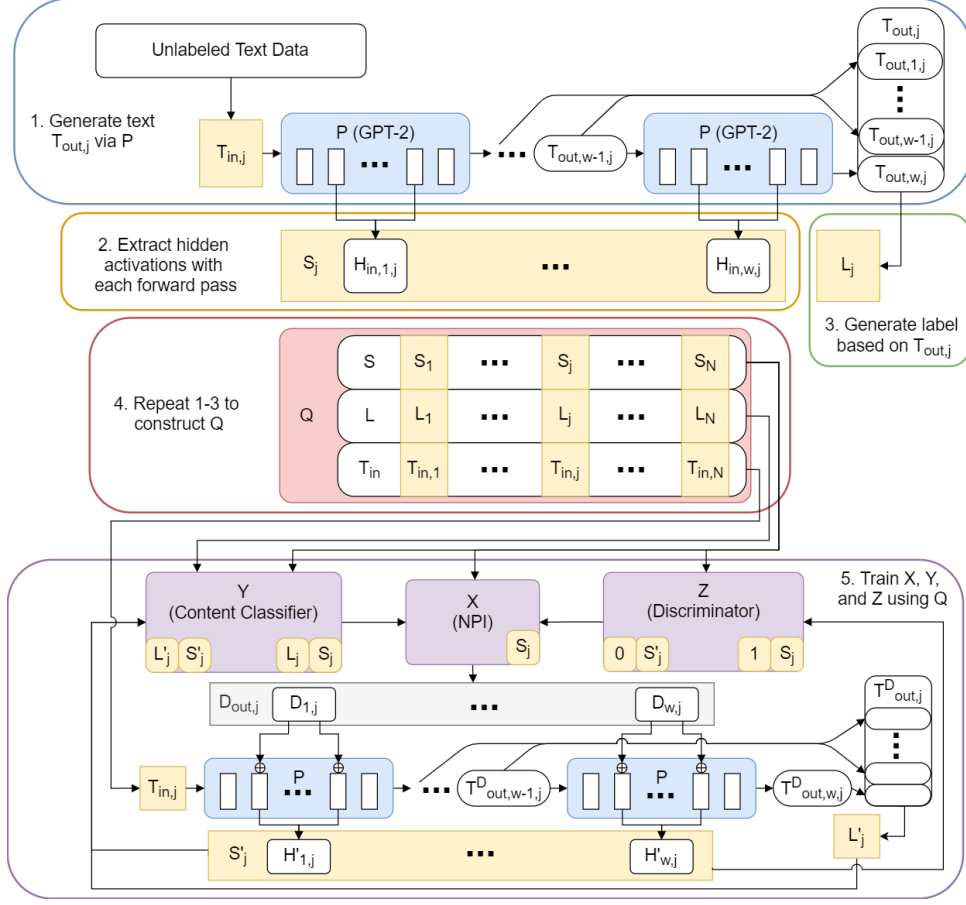 Unlabeled Text Data
1. Generate text
T_out,j via P
T_in,j
P (GPT-2)
...
T_out,w-1,j
P (GPT-2)
T_out,j
T_out,1,j
T_out,w-1,j
T_out,w,j
2. Extract hidden
activations with
each forward pass
S_j
H_in,1,j
...
H_in,w,j
L_j
3. Generate label
based on T_out,j
4. Repeat 1-3 to
construct Q
Q
S S_1 ... S_j ... S_N
L L_1 ... L_j ... L_N
T_in T_in,1 ... T_in,j ... T_in,N
5. Train X, Y,
and Z using Q
Y
(Content Classifier)
L'_j S'_j L_j S_j
X
(NPI)
S_j
Z
(Discriminator)
0 S'_j 1 S_j
D_out,j
D_1,j
...
D_w,j
T^D_out,j
T_in,j
P
...
T^D_out,w-1,j
P
T^D_out,w,j
S'_j
H'_1,j
...
H'_w,j
L'_j